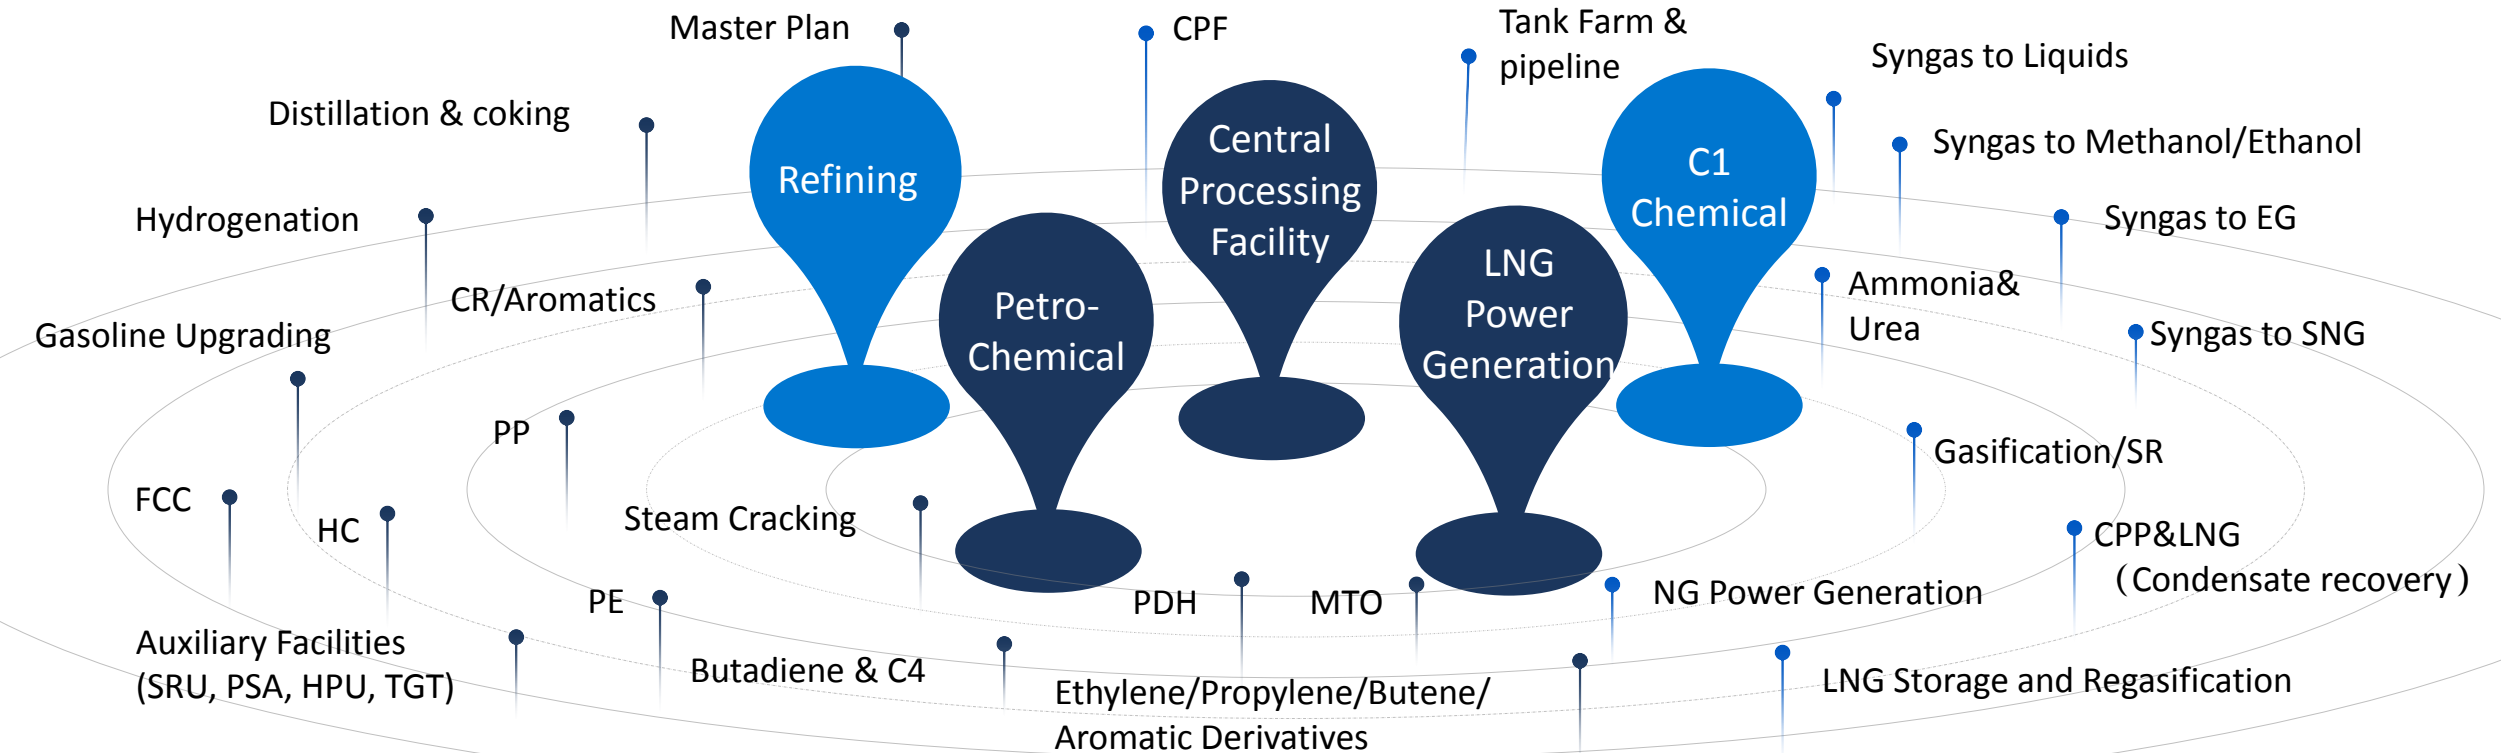 Master Plan
CPF
Tank Farm &
pipeline
Syngas to Liquids
Distillation & coking
Syngas to Methanol/Ethanol
Refining
Central
Processing
Facility
C1
Chemical
Hydrogenation
Syngas to EG
CR/Aromatics
Petro-
Chemical
LNG
Power
Generation
Ammonia&
Urea
Gasoline Upgrading
Syngas to SNG
PP
Gasification/SR
FCC
HC
Steam Cracking
CPP&LNG
（Condensate recovery）
PE
PDH
MTO
NG Power Generation
Auxiliary Facilities
(SRU, PSA, HPU, TGT)
Butadiene & C4
Ethylene/Propylene/Butene/
Aromatic Derivatives
LNG Storage and Regasification